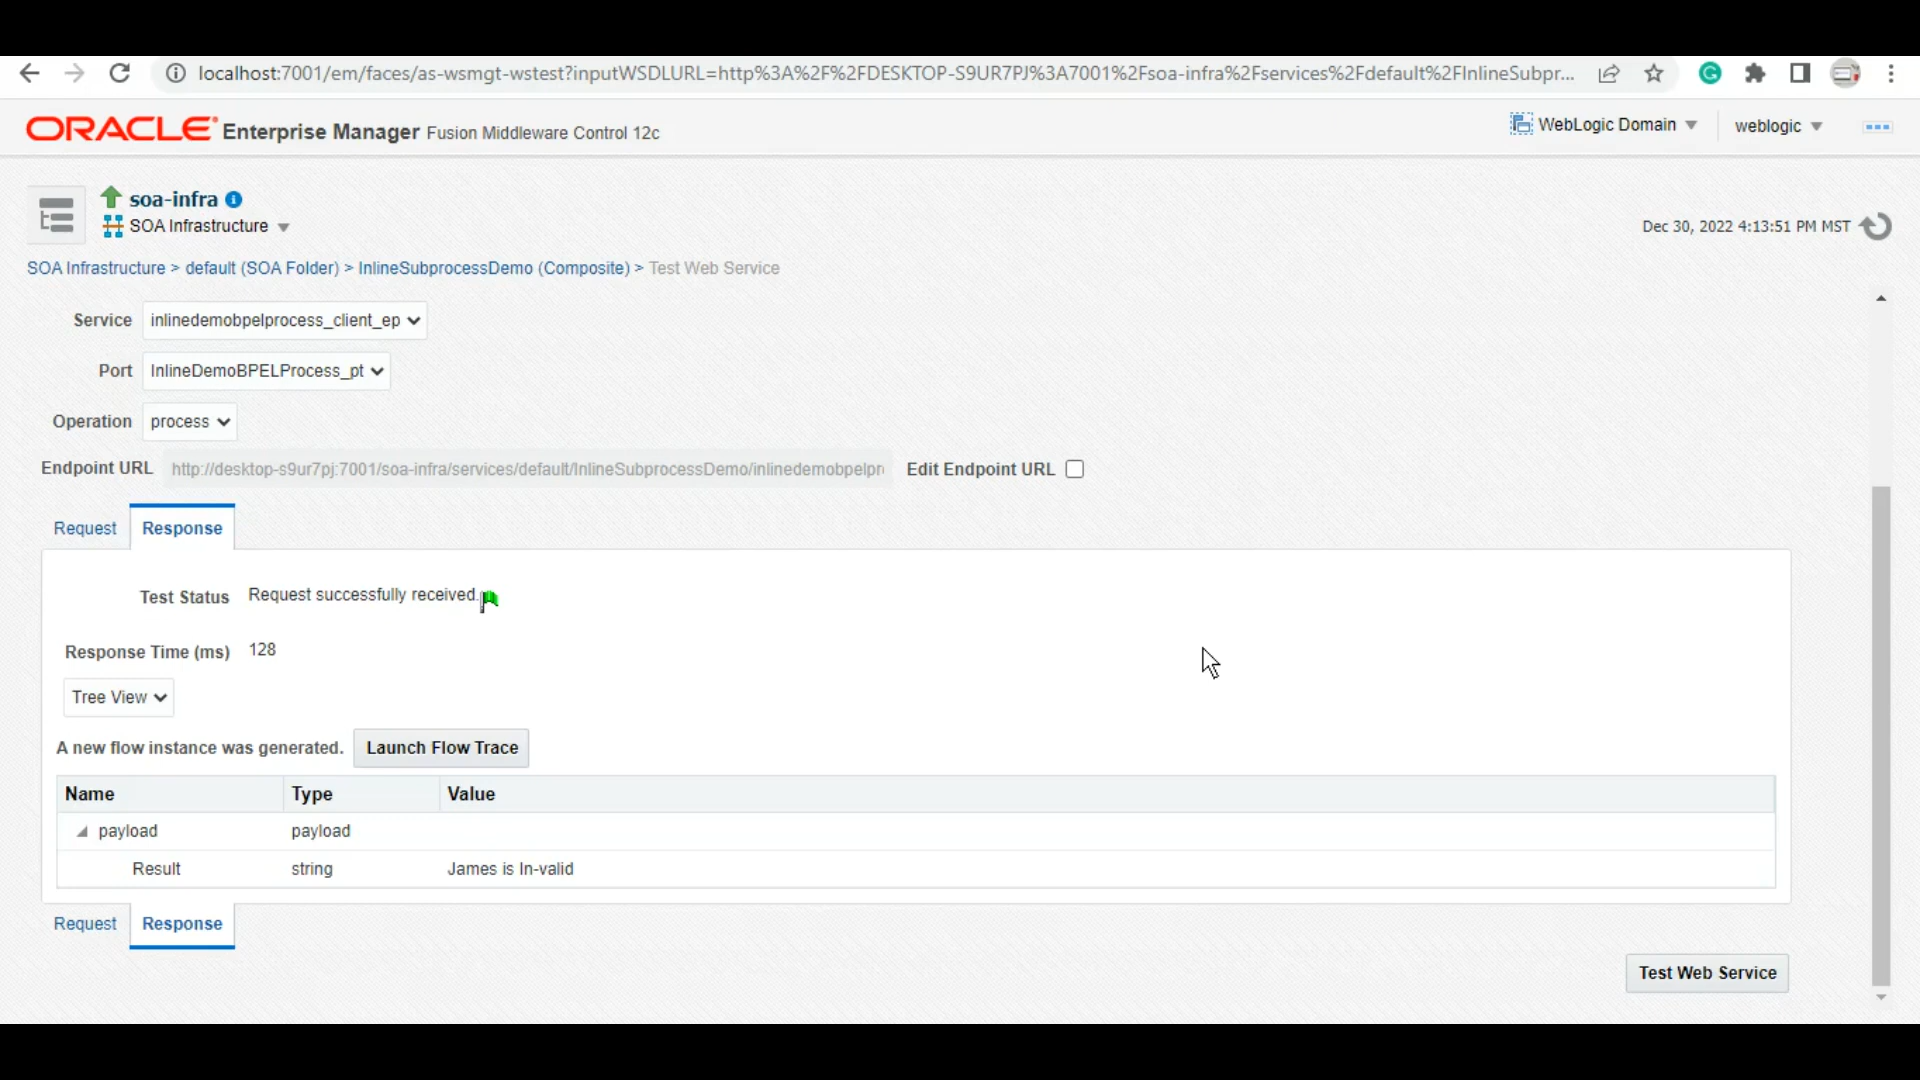 localhost:7001/em/faces/as-wsmgt-wstest?inputWSDLURL=http%3A%2F%2FDESKTOP-S9UR7PJ%3A7001%2Fsoa-infra%2Fservices%2Fdefault%2FInlineSubpr...
ORACLE Enterprise Manager Fusion Middleware Control 12c
WebLogic Domain
weblogic
soa-infra
SOA Infrastructure
Dec 30, 2022 4:13:51 PM MST
SOA Infrastructure > default (SOA Folder) > InlineSubprocessDemo (Composite) > Test Web Service
Service inlinedemobpelprocess_client_ep
Port InlineDemoBPELProcess_pt
Operation process
Endpoint URL http://desktop-s9ur7pj:7001/soa-infra/services/default/InlineSubprocessDemo/inlinedemobpelpr Edit Endpoint URL
Request Response
Test Status Request successfully received.
Response Time (ms) 128
Tree View
A new flow instance was generated. Launch Flow Trace
Name Type Value
payload payload
Result string James is In-valid
Request Response
Test Web Service